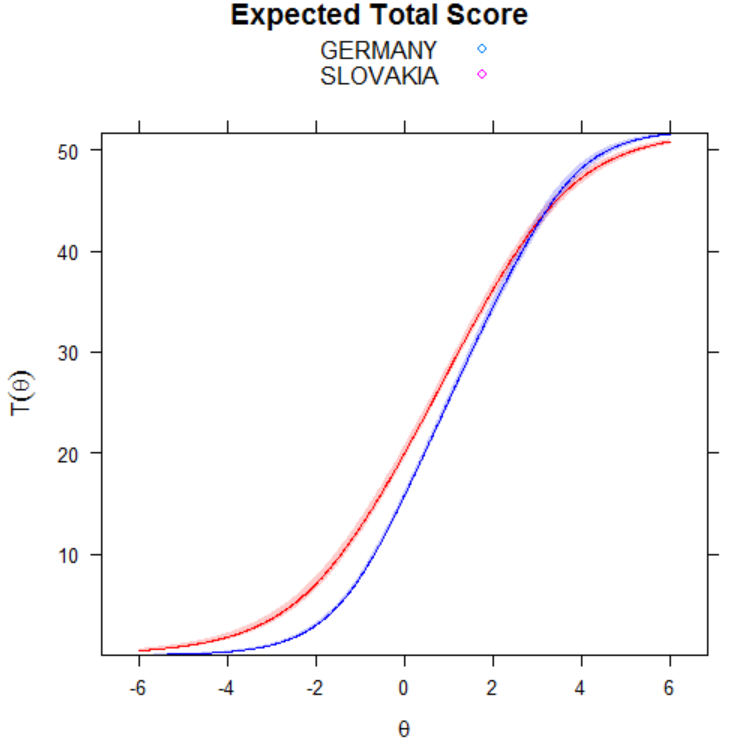 Expected Total Score
GERMANY
SLOVAKIA
50
40
30
20
10
T(θ)
-6 -4 -2 0 2 4 6
θ